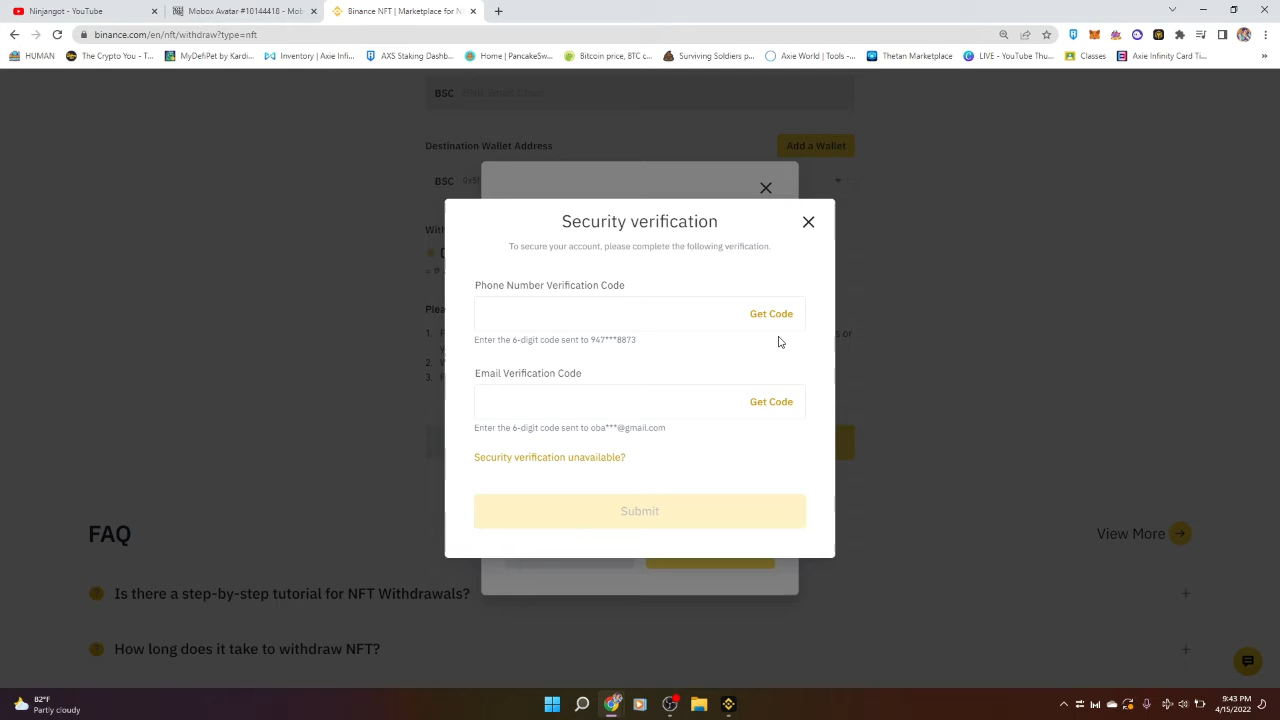 Ninjangot - YouTube
Mobox Avatar #10144418 - Mob
Binance NFT | Marketplace for NF
binance.com/en/nft/withdraw?type=nft
HUMAN
The Crypto You - T...
MyDefiPet by Kardi...
Inventory | Axie Infi...
AXS Staking Dashb...
Home | PancakeSw...
Bitcoin price, BTC c...
Surviving Soldiers p...
Axie World | Tools -...
Thetan Marketplace
LIVE - YouTube Thu...
Classes
Axie Infinity Card Ti...
BSC
Destination Wallet Address
Add a Wallet
BSC
Security verification
To secure your account, please complete the following verification.
Phone Number Verification Code
Get Code
Enter the 6-digit code sent to 947***8873
Email Verification Code
Get Code
Enter the 6-digit code sent to oba***@gmail.com
Security verification unavailable?
Submit
1.
2.
3.
or
FAQ
View More
Is there a step-by-step tutorial for NFT Withdrawals?
How long does it take to withdraw NFT?
82°F
Partly cloudy
9:43 PM
4/15/2022